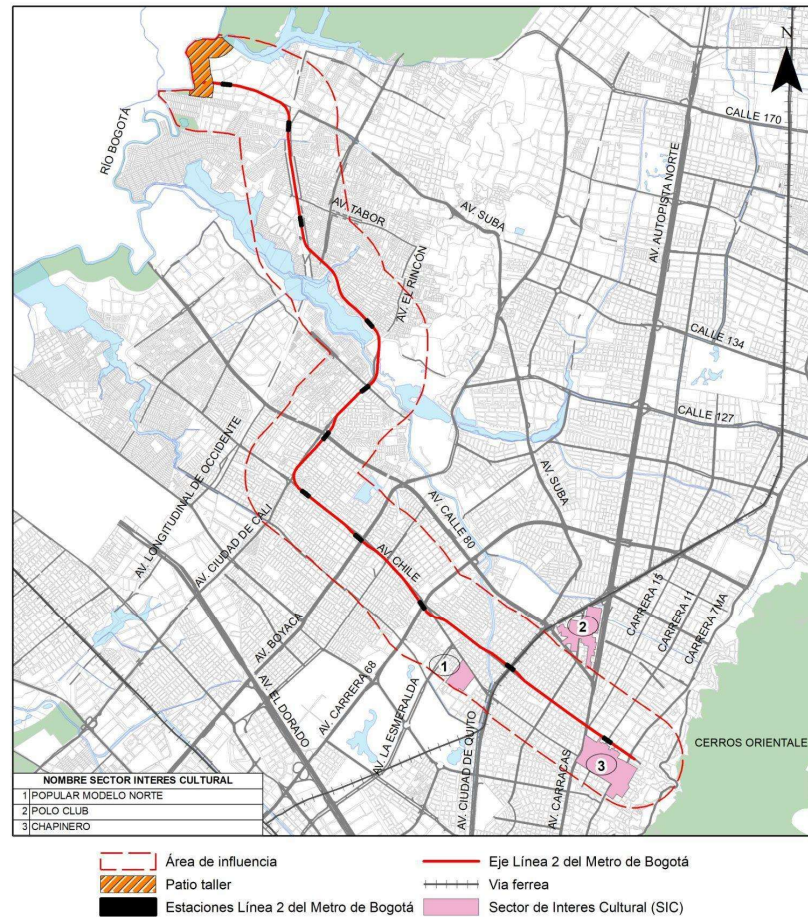 N
RÍO BOGOTÁ
CALLE 170
AV. AUTOPISTA NORTE
AV. SUBA
AV. TABOR
AV. EL RINCÓN
CALLE 134
CALLE 127
AV. LONGITUDINAL DE OCCIDENTE
AV. CIUDAD DE CALI
AV. SUBA
AV. CALLE 80
AV. CHILE
CARRERA 15
CARRERA 11
CARRERA 7MA
AV. BOYACÁ
AV. CARRERA 68
AV. EL DORADO
AV. LA ESMERALDA
AV. CIUDAD DE QUITO
AV. CARACAS
CERROS ORIENTALE
1
2
3
NOMBRE SECTOR INTERES CULTURAL
1 POPULAR MODELO NORTE
2 POLO CLUB
3 CHAPINERO
Área de influencia
Eje Línea 2 del Metro de Bogotá
Patio taller
Via ferrea
Estaciones Línea 2 del Metro de Bogotá
Sector de Interes Cultural (SIC)